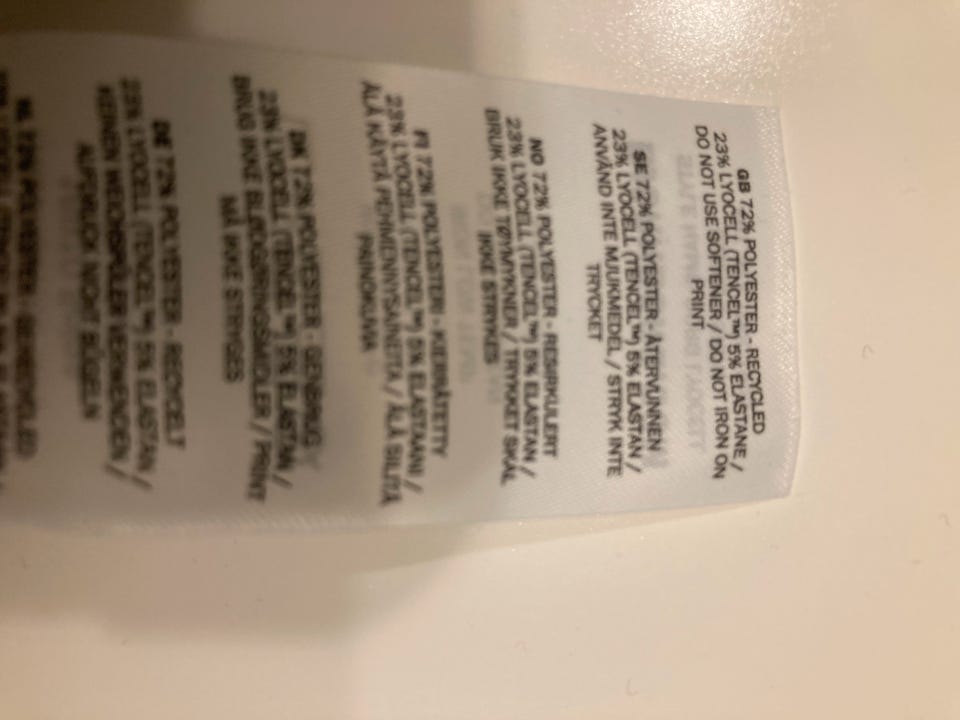 GB 72% POLYESTER - RECYCLED
23% LYOCELL (TENCEL™) 5% ELASTANE /
DO NOT USE SOFTENER / DO NOT IRON ON
PRINT
SE 72% POLYESTER - ÅTERVUNNEN
23% LYOCELL (TENCEL™) 5% ELASTAN /
ANVÄND INTE MJUKMEDEL / STRYK INTE
TRYCKET
NO 72% POLYESTER - RESIRKULERT
23% LYOCELL (TENCEL™) 5% ELASTAN /
BRUK IKKE TØYMYKNER / TRYKKET SKAL
IKKE STRYKES
FI 72% POLYESTERI - KIERRÄTETTY
23% LYOCELL (TENCEL™) 5% ELASTAANI /
ÄLÄ KÄYTÄ PEHMENNYSAINEITA / ÄLÄ SILITÄ
PAINOKUVIA
DK 72% POLYESTER - GENBRUG
23% LYOCELL (TENCEL™) 5% ELASTAN /
BRUG IKKE BLØDGØRINGSMIDLER / PRINT
MÅ IKKE STRYGES
DE 72% POLYESTER - RECYCELT
23% LYOCELL (TENCEL™) 5% ELASTAN /
KEINEN WEICHSPÜLER VERWENDEN /
AUFDRUCK NICHT BÜGELN